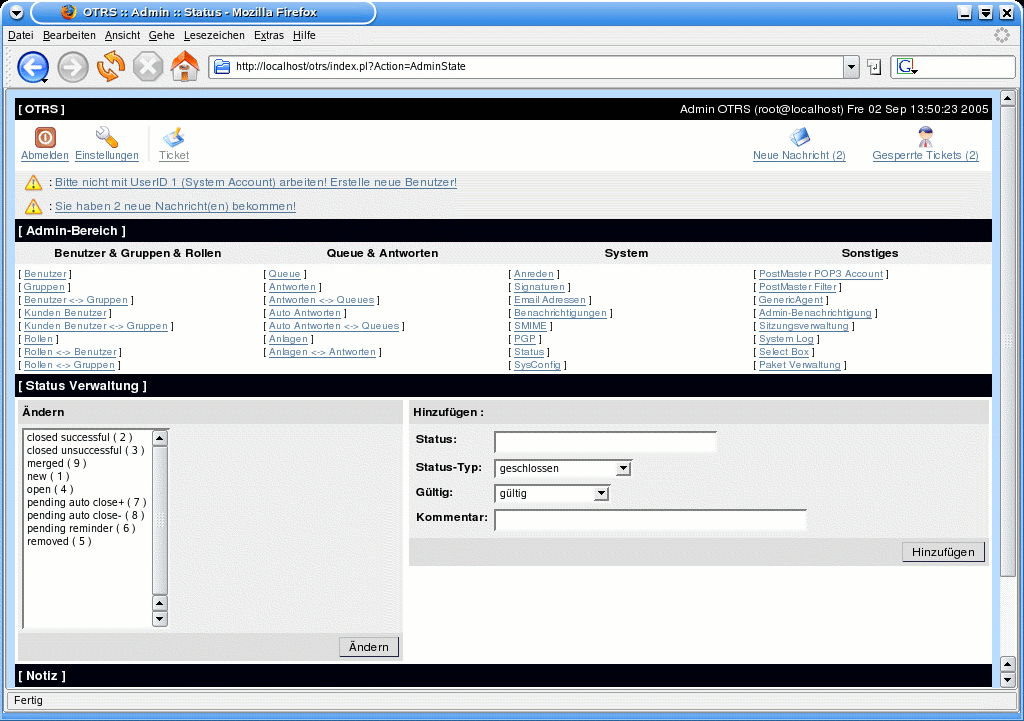 OTRS :: Admin :: Status - Mozilla Firefox
Datei Bearbeiten Ansicht Gehe Lesezeichen Extras Hilfe
http://localhost/otrs/index.pl?Action=AdminState
[ OTRS ] Admin OTRS (root@localhost) Fre 02 Sep 13:50:23 2005
Abmelden Einstellungen Ticket Neue Nachricht (2) Gesperrte Tickets (2)
: Bitte nicht mit UserID 1 (System Account) arbeiten! Erstelle neue Benutzer!
: Sie haben 2 neue Nachricht(en) bekommen!
[ Admin-Bereich ]
Benutzer & Gruppen & Rollen Queue & Antworten System Sonstiges
[ Benutzer ] [ Queue ] [ Anreden ] [ PostMaster POP3 Account ]
[ Gruppen ] [ Antworten ] [ Signaturen ] [ PostMaster Filter ]
[ Benutzer <-> Gruppen ] [ Antworten <-> Queues ] [ Email Adressen ] [ GenericAgent ]
[ Kunden Benutzer ] [ Auto Antworten ] [ Benachrichtigungen ] [ Admin-Benachrichtigung ]
[ Kunden Benutzer <-> Gruppen ] [ Auto Antworten <-> Queues ] [ SMIME ] [ Sitzungsverwaltung ]
[ Rollen ] [ Anlagen ] [ PGP ] [ System Log ]
[ Rollen <-> Benutzer ] [ Anlagen <-> Antworten ] [ Status ] [ Select Box ]
[ Rollen <-> Gruppen ] [ SysConfig ] [ Paket Verwaltung ]
[ Status Verwaltung ]
Ändern
closed successful ( 2 )
closed unsuccessful ( 3 )
merged ( 9 )
new ( 1 )
open ( 4 )
pending auto close+ ( 7 )
pending auto close- ( 8 )
pending reminder ( 6 )
removed ( 5 )
Ändern
Hinzufügen :
Status:
Status-Typ: geschlossen
Gültig: gültig
Kommentar:
Hinzufügen
[ Notiz ]
Fertig